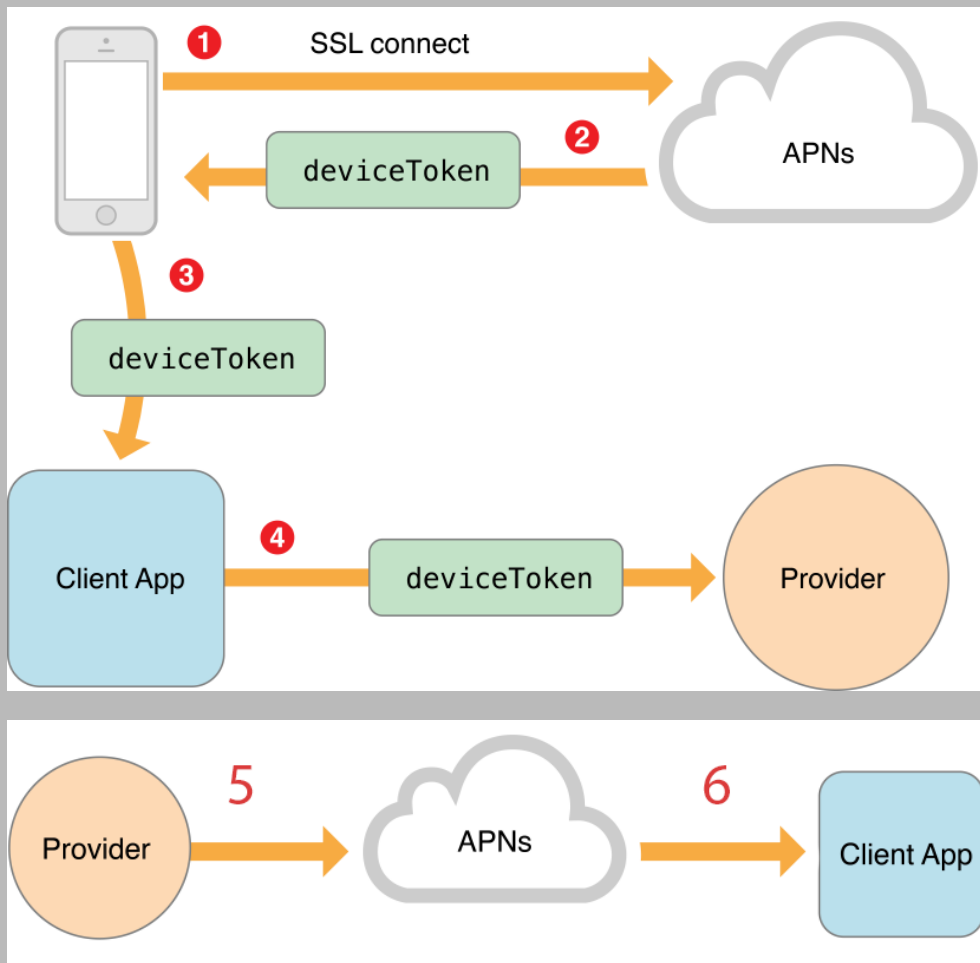 1
SSL connect
APNs
2
deviceToken
3
deviceToken
Client App
4
deviceToken
Provider
Provider
5
APNs
6
Client App